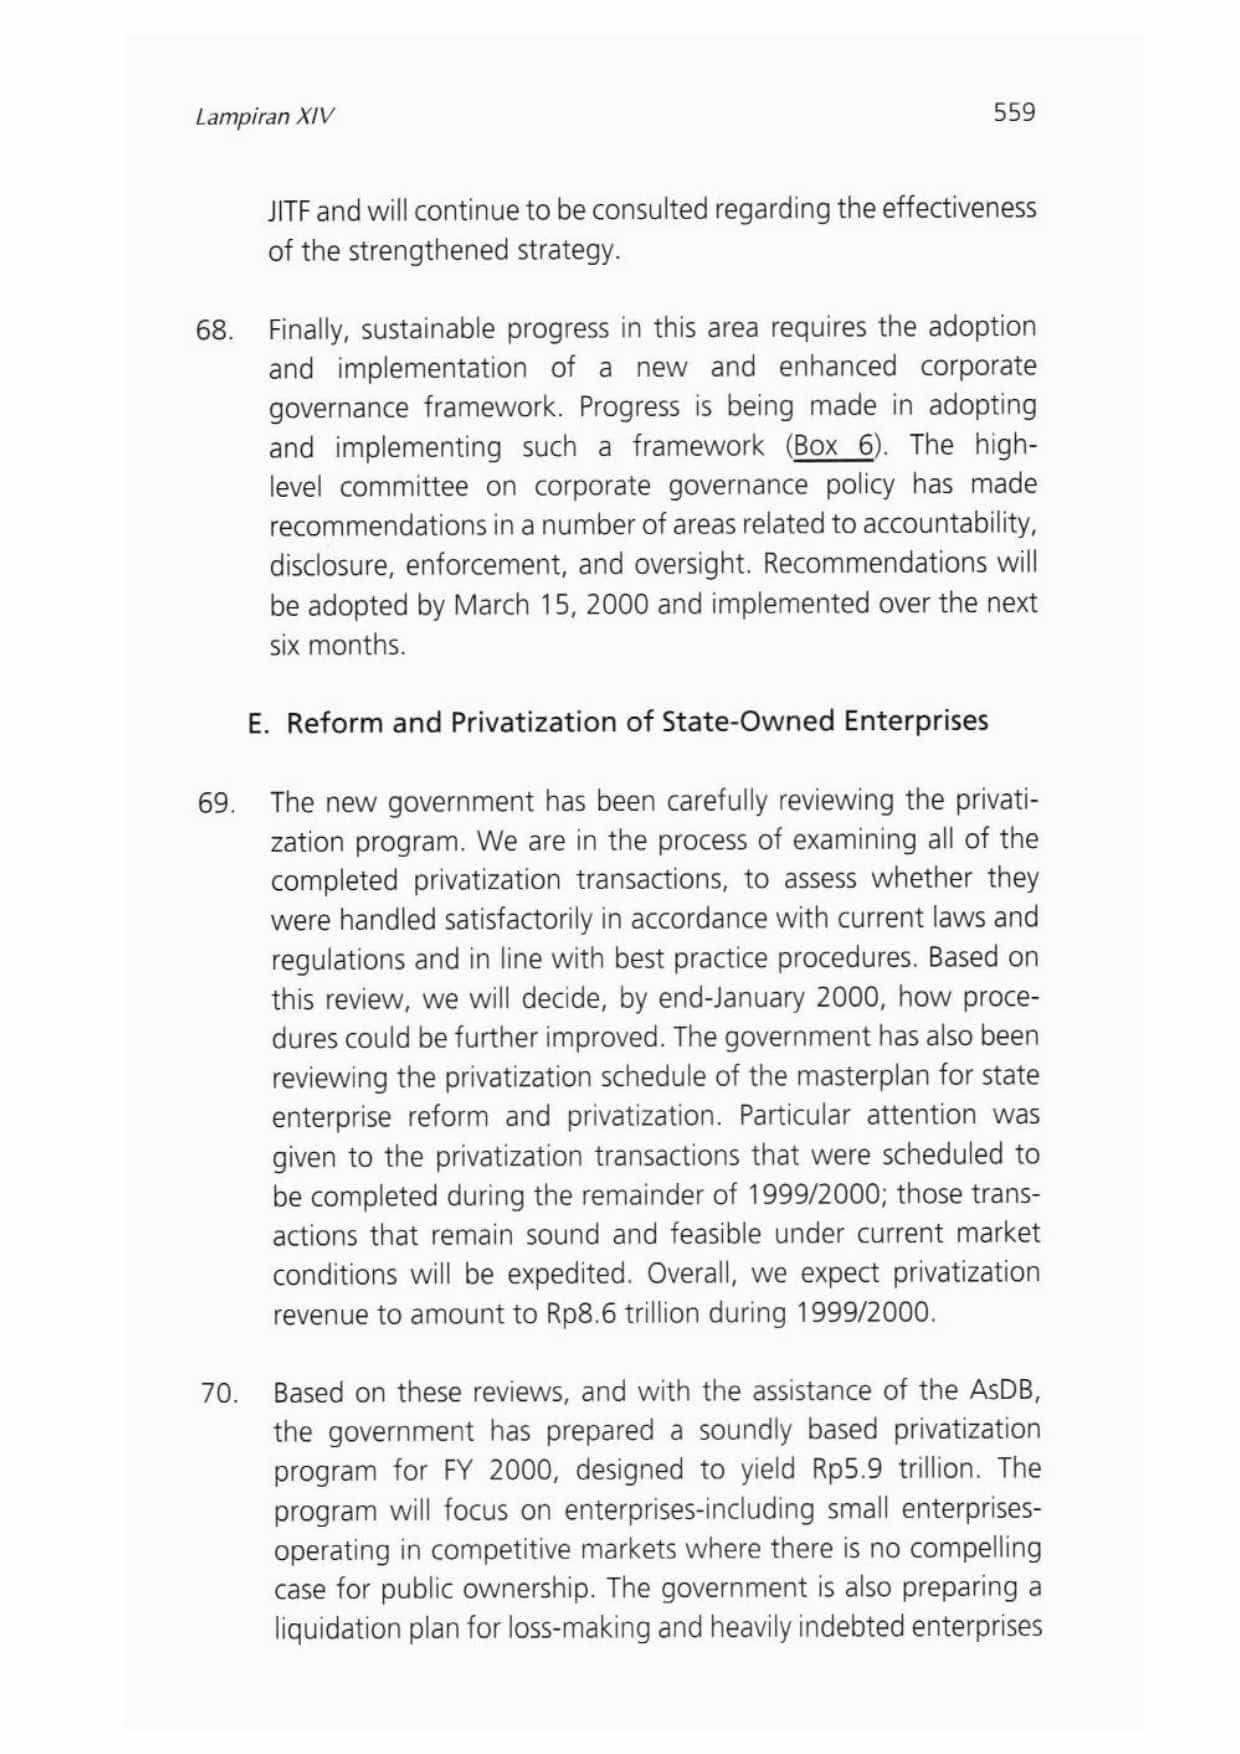 Lampiran XIV 559
JITF and will continue to be consulted regarding the effectiveness
of the strengthened strategy.
68. Finally, sustainable progress in this area requires the adoption
and implementation of a new and enhanced corporate
governance framework. Progress is being made in adopting
and implementing such a framework (Box 6). The high-
level committee on corporate governance policy has made
recommendations in a number of areas related to accountability,
disclosure, enforcement, and oversight. Recommendations will
be adopted by March 15, 2000 and implemented over the next
six months.
E. Reform and Privatization of State-Owned Enterprises
69. The new government has been carefully reviewing the privati-
zation program. We are in the process of examining all of the
completed privatization transactions, to assess whether they
were handled satisfactorily in accordance with current laws and
regulations and in line with best practice procedures. Based on
this review, we will decide, by end-January 2000, how proce-
dures could be further improved. The government has also been
reviewing the privatization schedule of the masterplan for state
enterprise reform and privatization. Particular attention was
given to the privatization transactions that were scheduled to
be completed during the remainder of 1999/2000; those trans-
actions that remain sound and feasible under current market
conditions will be expedited. Overall, we expect privatization
revenue to amount to Rp8.6 trillion during 1999/2000.
70. Based on these reviews, and with the assistance of the AsDB,
the government has prepared a soundly based privatization
program for FY 2000, designed to yield Rp5.9 trillion. The
program will focus on enterprises-including small enterprises-
operating in competitive markets where there is no compelling
case for public ownership. The government is also preparing a
liquidation plan for loss-making and heavily indebted enterprises